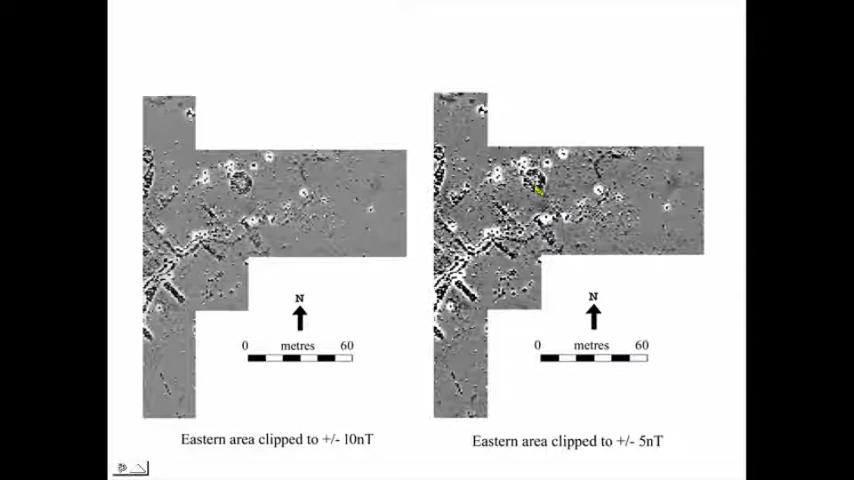 N
0 metres 60
Eastern area clipped to +/- 10nT
N
0 metres 60
Eastern area clipped to +/- 5nT